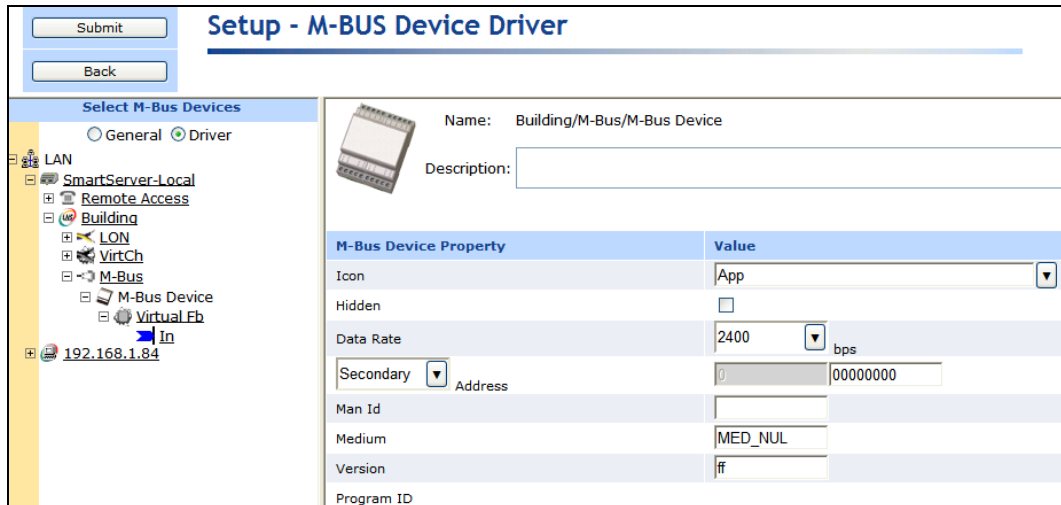 Submit
Setup - M-BUS Device Driver
Back
Select M-Bus Devices
General Driver
LAN
SmartServer-Local
Remote Access
Building
LON
VirtCh
M-Bus
M-Bus Device
Virtual Fb
In
192.168.1.84
Name: Building/M-Bus/M-Bus Device
Description:
M-Bus Device Property Value
Icon App
Hidden
Data Rate 2400 bps
Secondary Address 0 00000000
Man Id
Medium MED_NUL
Version ff
Program ID